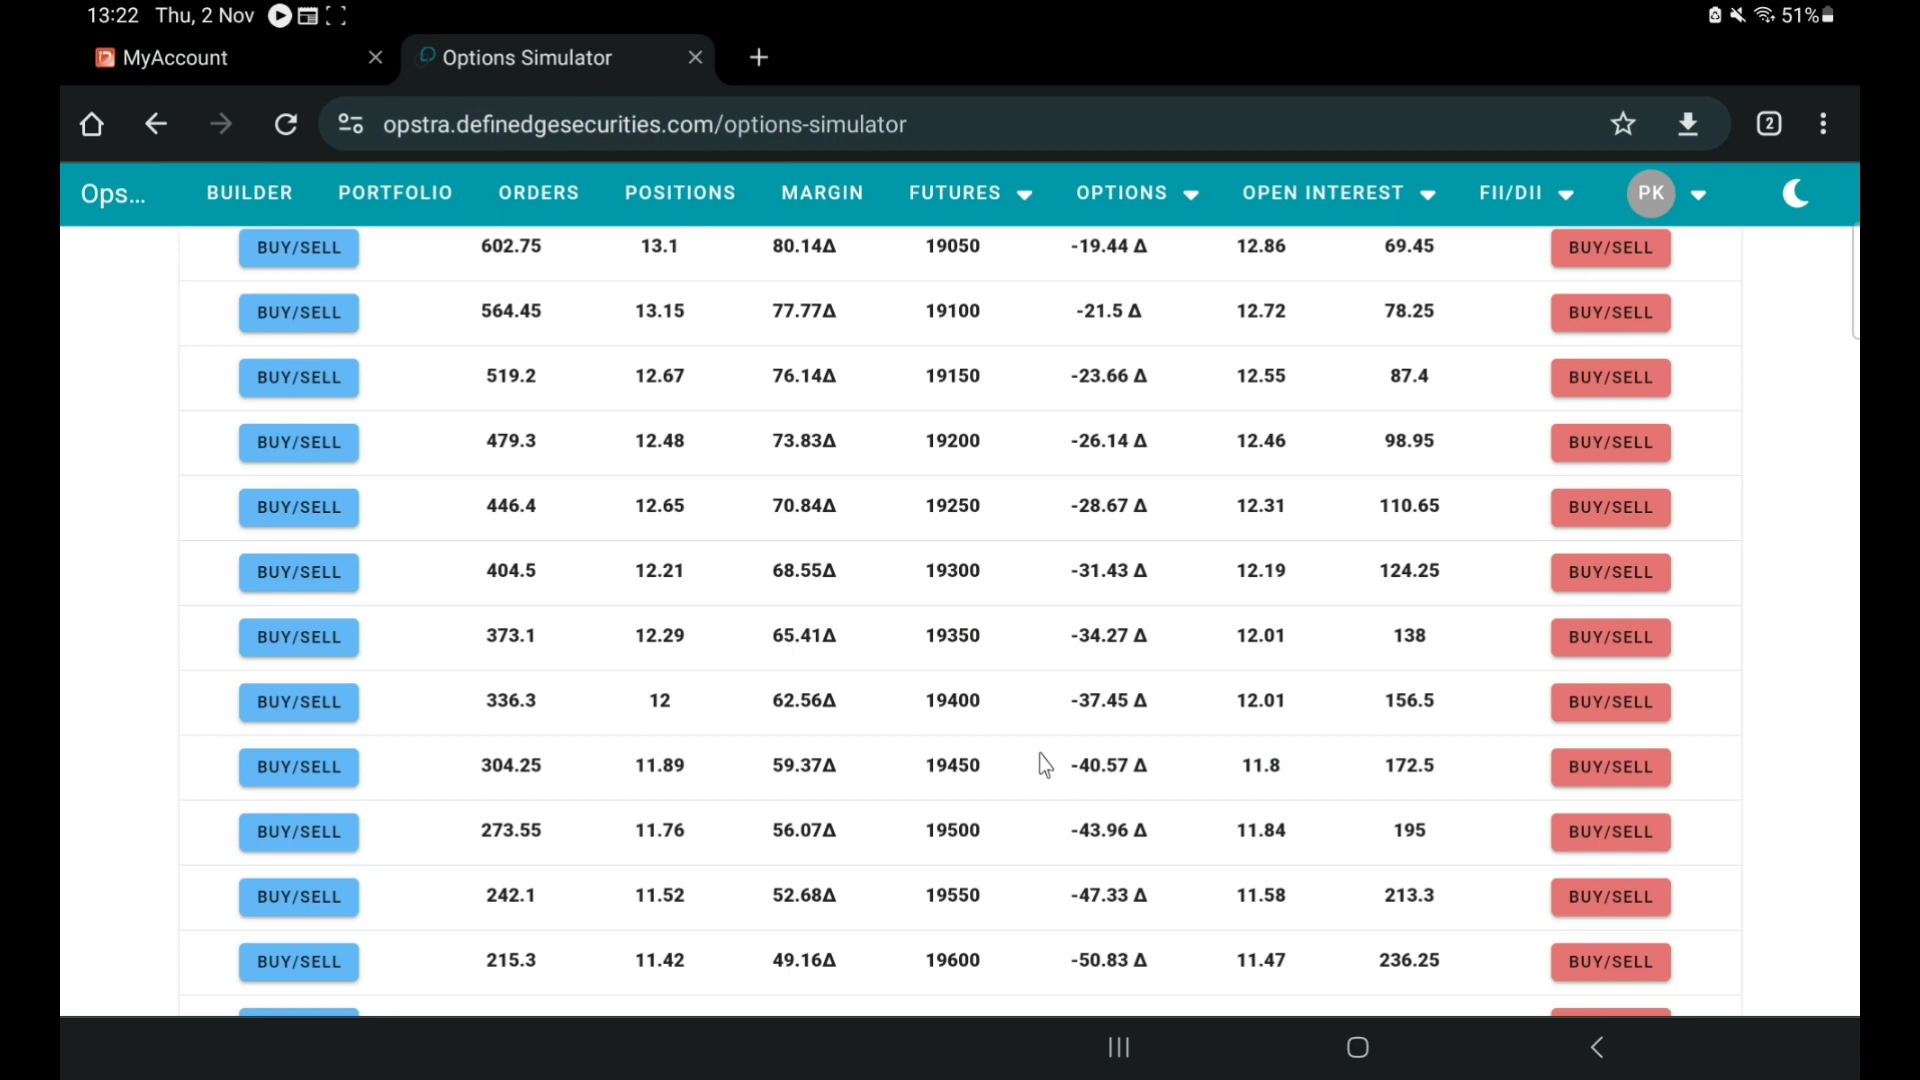 13:22 Thu, 2 Nov 51%
MyAccount Options Simulator
opstra.definedgesecurities.com/options-simulator 2
Ops... BUILDER PORTFOLIO ORDERS POSITIONS MARGIN FUTURES OPTIONS OPEN INTEREST FII/DII PK
BUY/SELL 602.75 13.1 80.14Δ 19050 -19.44 Δ 12.86 69.45 BUY/SELL
BUY/SELL 564.45 13.15 77.77Δ 19100 -21.5 Δ 12.72 78.25 BUY/SELL
BUY/SELL 519.2 12.67 76.14Δ 19150 -23.66 Δ 12.55 87.4 BUY/SELL
BUY/SELL 479.3 12.48 73.83Δ 19200 -26.14 Δ 12.46 98.95 BUY/SELL
BUY/SELL 446.4 12.65 70.84Δ 19250 -28.67 Δ 12.31 110.65 BUY/SELL
BUY/SELL 404.5 12.21 68.55Δ 19300 -31.43 Δ 12.19 124.25 BUY/SELL
BUY/SELL 373.1 12.29 65.41Δ 19350 -34.27 Δ 12.01 138 BUY/SELL
BUY/SELL 336.3 12 62.56Δ 19400 -37.45 Δ 12.01 156.5 BUY/SELL
BUY/SELL 304.25 11.89 59.37Δ 19450 -40.57 Δ 11.8 172.5 BUY/SELL
BUY/SELL 273.55 11.76 56.07Δ 19500 -43.96 Δ 11.84 195 BUY/SELL
BUY/SELL 242.1 11.52 52.68Δ 19550 -47.33 Δ 11.58 213.3 BUY/SELL
BUY/SELL 215.3 11.42 49.16Δ 19600 -50.83 Δ 11.47 236.25 BUY/SELL